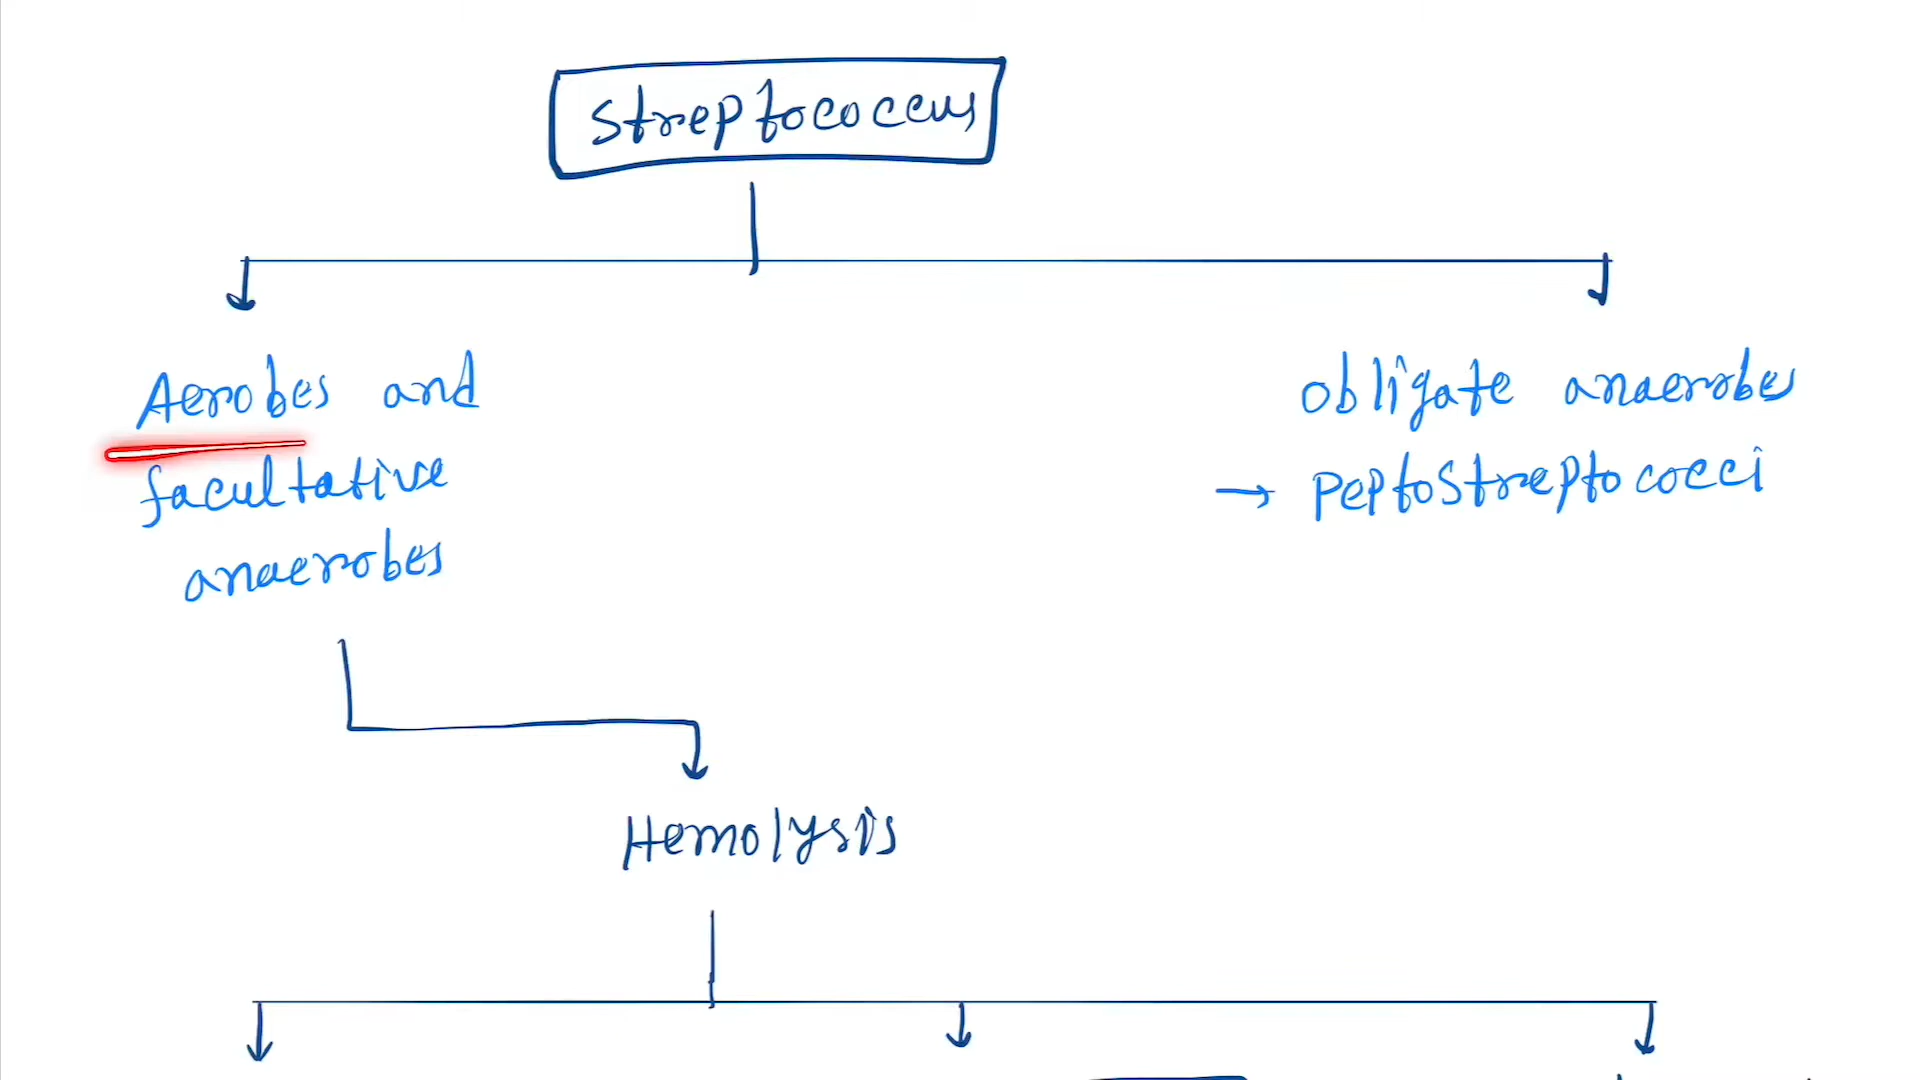 Streptococcus
Aerobes and
facultative
anaerobes
obligate anaerobes
→ Peptostreptococci
Hemolysis